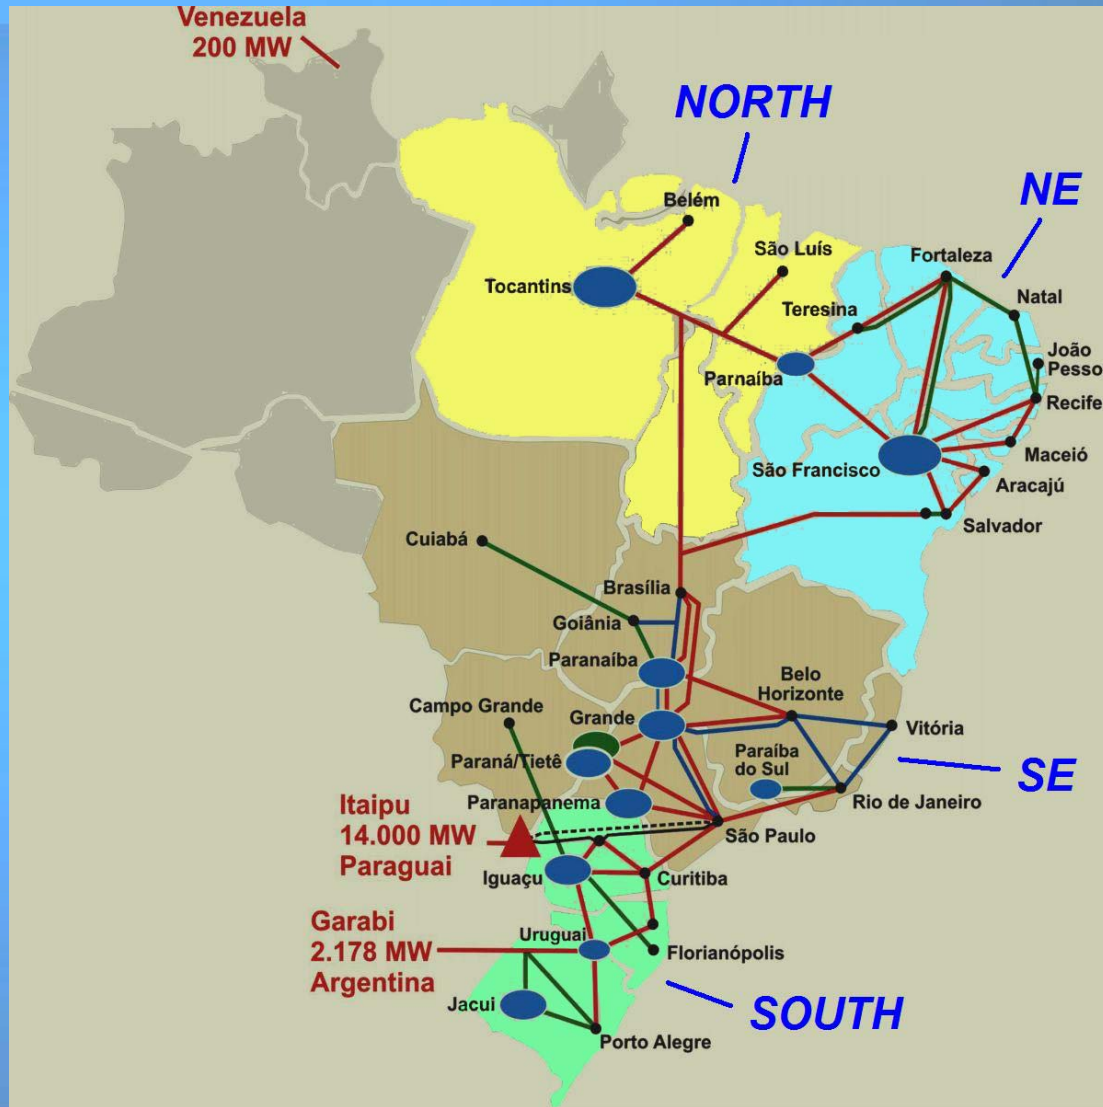 Venezuela
200 MW
NORTH
NE
Belém
São Luís
Fortaleza
Tocantins
Teresina
Natal
João
Pesso
Parnaíba
Recife
São Francisco
Maceió
Aracajú
Salvador
Cuiabá
Brasília
Goiânia
Paranaíba
Belo
Horizonte
Campo Grande
Grande
Vitória
Paraná/Tietê
Paraíba
do Sul
SE
Itaipu
14.000 MW
Paraguai
Paranapanema
Rio de Janeiro
São Paulo
Iguaçu
Curitiba
Garabi
2.178 MW
Argentina
Uruguai
Florianópolis
Jacui
SOUTH
Porto Alegre